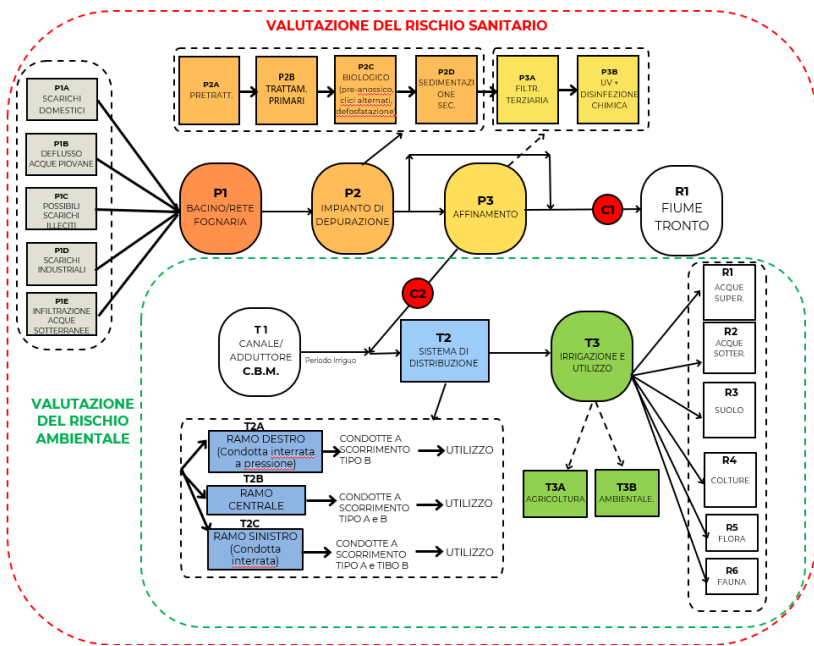 VALUTAZIONE DEL RISCHIO SANITARIO
P1A
SCARICHI
DOMESTICI
P1B
DEFLUSSO
ACQUE PIOVANE
P1C
POSSIBILI
SCARICHI
ILLECITI
P1D
SCARICHI
INDUSTRIALI
P1E
INFILTRAZIONE
ACQUE
SOTTERRANEE
P2A
PRETRATT.
P2B
TRATTAM.
PRIMARI
P2C
BIOLOGICO
(pre-anossico,
clici alternati,
defosfatazione)
P2D
SEDIMENTAZI
ONE
SEC.
P3A
FILTR.
TERZIARIA
P3B
UV +
DISINFEZIONE
CHIMICA
P1
BACINO/RETE
FOGNARIA
P2
IMPIANTO DI
DEPURAZIONE
P3
AFFINAMENTO
C1
R1
FIUME
TRONTO
C2
T1
CANALE/
ADDUTTORE
C.B.M.
Periodo Irriguo
T2
SISTEMA DI
DISTRIBUZIONE
T3
IRRIGAZIONE E
UTILIZZO
VALUTAZIONE
DEL RISCHIO
AMBIENTALE
T2A
RAMO DESTRO
(Condotta interrata
a pressione)
CONDOTTE A
SCORRIMENTO
TIPO B
UTILIZZO
T2B
RAMO
CENTRALE
CONDOTTE A
SCORRIMENTO
TIPO A e B
UTILIZZO
T2C
RAMO SINISTRO
(Condotta
interrata)
CONDOTTE A
SCORRIMENTO
TIPO A e TIBO B
UTILIZZO
T3A
AGRICOLTURA
T3B
AMBIENTALE.
R1
ACQUE
SUPER.
R2
ACQUE
SOTTER.
R3
SUOLO
R4
COLTURE
R5
FLORA
R6
FAUNA